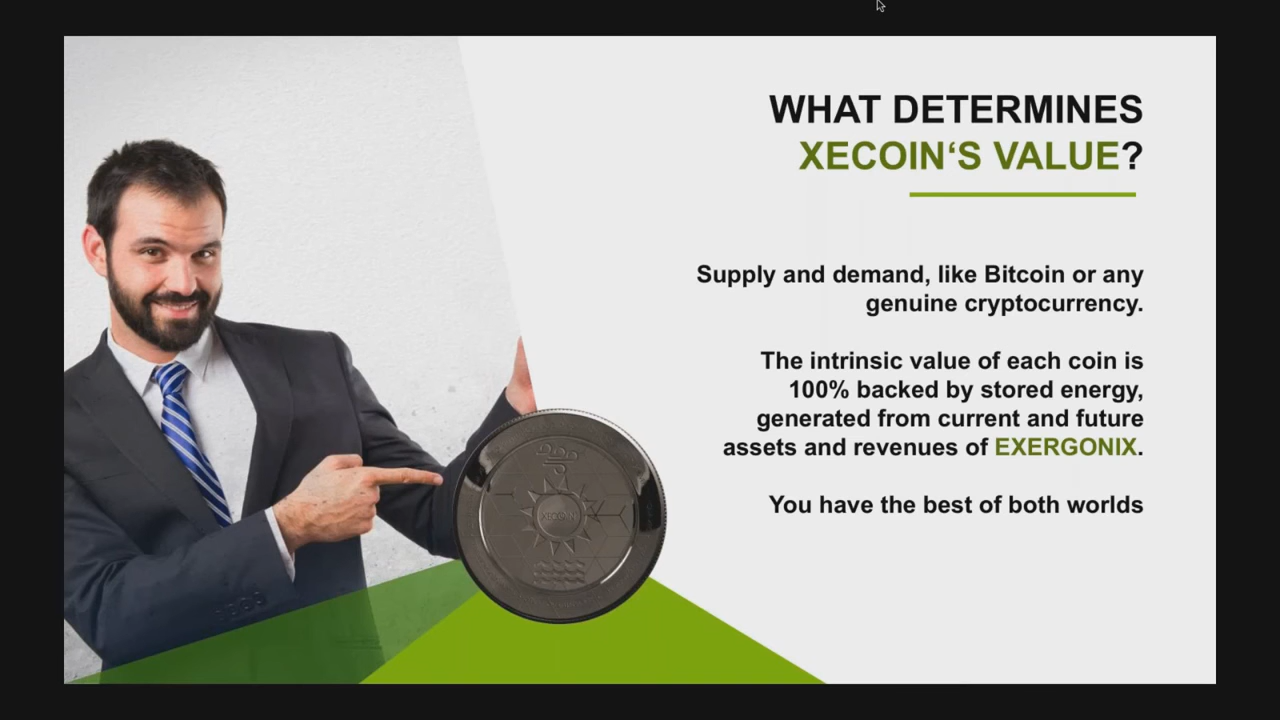 WHAT DETERMINES
XECOIN‘S VALUE?
Supply and demand, like Bitcoin or any
genuine cryptocurrency.
The intrinsic value of each coin is
100% backed by stored energy,
generated from current and future
assets and revenues of EXERGONIX.
You have the best of both worlds
XECOIN